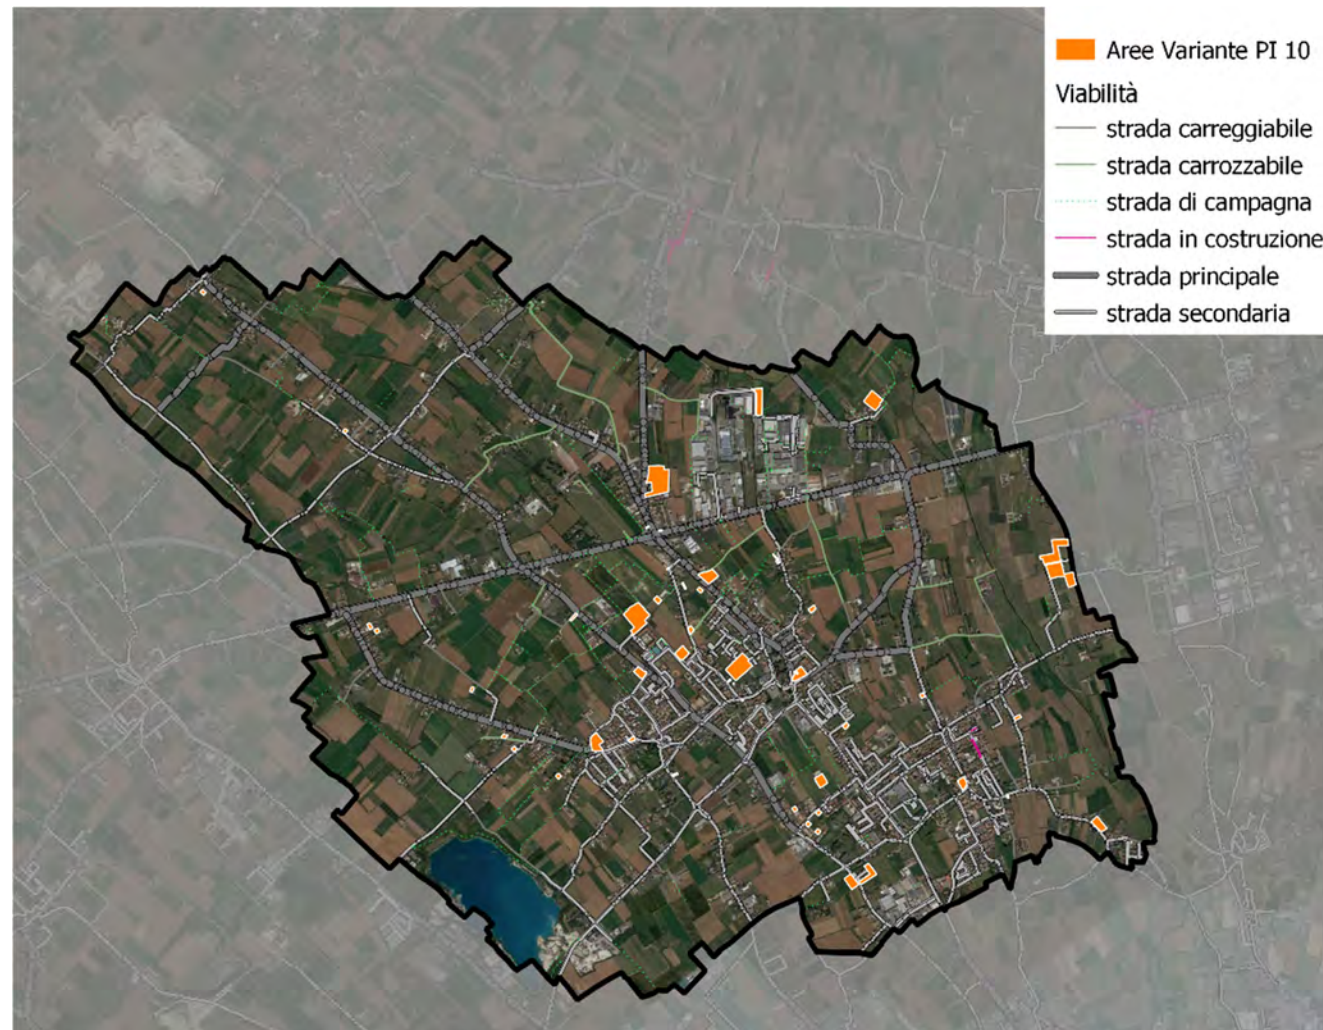 Aree Variante PI 10
Viabilità
strada carreggiabile
strada carrozzabile
strada di campagna
strada in costruzione
strada principale
strada secondaria